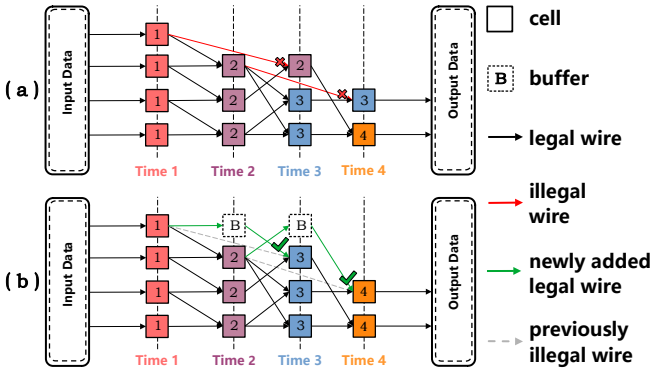 (a)
Input Data
1
1 2 2
1 2 3 3
1 2 3 4
Output Data
Time 1 Time 2 Time 3 Time 4
(b)
Input Data
1 B B
1 2 3
1 2 3 4
1 2 3 4
Output Data
Time 1 Time 2 Time 3 Time 4
cell
B buffer
legal wire
illegal
wire
newly added
legal wire
previously
illegal wire